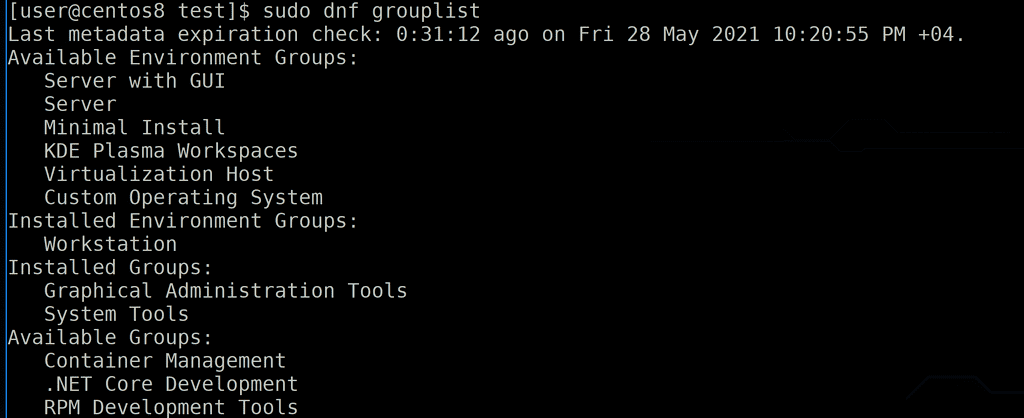 [user@centos8 test]$ sudo dnf grouplist
Last metadata expiration check: 0:31:12 ago on Fri 28 May 2021 10:20:55 PM +04.
Available Environment Groups:
   Server with GUI
   Server
   Minimal Install
   KDE Plasma Workspaces
   Virtualization Host
   Custom Operating System
Installed Environment Groups:
   Workstation
Installed Groups:
   Graphical Administration Tools
   System Tools
Available Groups:
   Container Management
   .NET Core Development
   RPM Development Tools